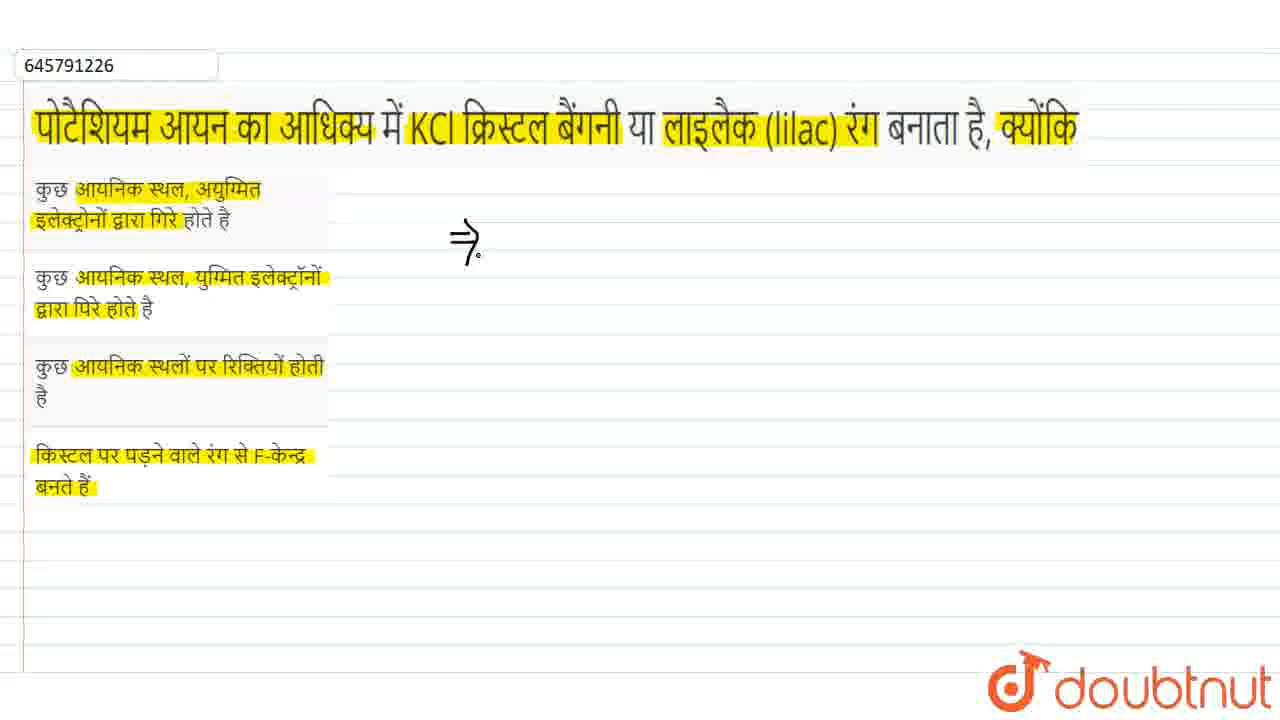 645791226
पोटैशियम आयन का आधिक्य में KCl क्रिस्टल बैंगनी या लाइलैक (lilac) रंग बनाता है, क्योंकि
कुछ आयनिक स्थल, अयुग्मित
इलेक्ट्रोनों द्वारा गिरे होते है
कुछ आयनिक स्थल, युग्मित इलेक्ट्रॉनों
द्वारा पिरे होते है
कुछ आयनिक स्थलों पर रिक्तियों होती
है
किस्टल पर पड़ने वाले रंग से F-केन्द्र
बनते हैं
doubtnut